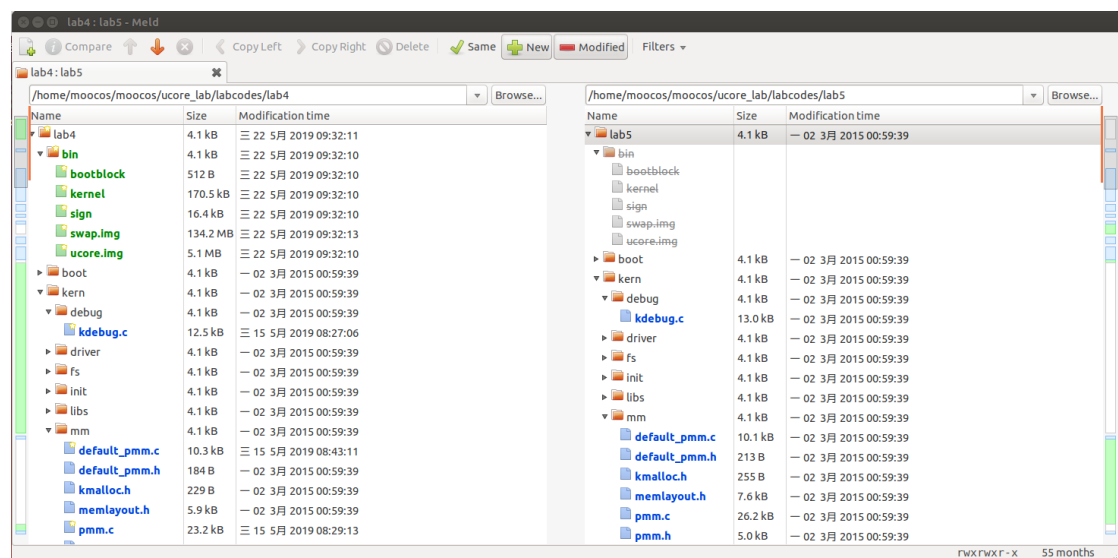 lab4 : lab5 - Meld
Compare Copy Left Copy Right Delete Same New Modified Filters
lab4 : lab5
/home/moocos/moocos/ucore_lab/labcodes/lab4 Browse... /home/moocos/moocos/ucore_lab/labcodes/lab5 Browse...
Name Size Modification time Name Size Modification time
lab4 4.1 kB 三 22 5月 2019 09:32:11 lab5 4.1 kB 一 02 3月 2015 00:59:39
bin 4.1 kB 三 22 5月 2019 09:32:10 bin
bootblock 512 B 三 22 5月 2019 09:32:10 bootblock
kernel 170.5 kB 三 22 5月 2019 09:32:10 kernel
sign 16.4 kB 三 22 5月 2019 09:32:10 sign
swap.img 134.2 MB 三 22 5月 2019 09:32:13 swap.img
ucore.img 5.1 MB 三 22 5月 2019 09:32:10 ucore.img
boot 4.1 kB 一 02 3月 2015 00:59:39 boot 4.1 kB 一 02 3月 2015 00:59:39
kern 4.1 kB 一 02 3月 2015 00:59:39 kern 4.1 kB 一 02 3月 2015 00:59:39
debug 4.1 kB 一 02 3月 2015 00:59:39 debug 4.1 kB 一 02 3月 2015 00:59:39
kdebug.c 12.5 kB 三 15 5月 2019 08:27:06 kdebug.c 13.0 kB 一 02 3月 2015 00:59:39
driver 4.1 kB 一 02 3月 2015 00:59:39 driver 4.1 kB 一 02 3月 2015 00:59:39
fs 4.1 kB 一 02 3月 2015 00:59:39 fs 4.1 kB 一 02 3月 2015 00:59:39
init 4.1 kB 一 02 3月 2015 00:59:39 init 4.1 kB 一 02 3月 2015 00:59:39
libs 4.1 kB 一 02 3月 2015 00:59:39 libs 4.1 kB 一 02 3月 2015 00:59:39
mm 4.1 kB 一 02 3月 2015 00:59:39 mm 4.1 kB 一 02 3月 2015 00:59:39
default_pmm.c 10.3 kB 三 15 5月 2019 08:43:11 default_pmm.c 10.1 kB 一 02 3月 2015 00:59:39
default_pmm.h 184 B 一 02 3月 2015 00:59:39 default_pmm.h 213 B 一 02 3月 2015 00:59:39
kmalloc.h 229 B 一 02 3月 2015 00:59:39 kmalloc.h 255 B 一 02 3月 2015 00:59:39
memlayout.h 5.9 kB 一 02 3月 2015 00:59:39 memlayout.h 7.6 kB 一 02 3月 2015 00:59:39
pmm.c 23.2 kB 三 15 5月 2019 08:29:13 pmm.c 26.2 kB 一 02 3月 2015 00:59:39
pmm.h 5.0 kB 一 02 3月 2015 00:59:39
rwxrwxr-x 55 months